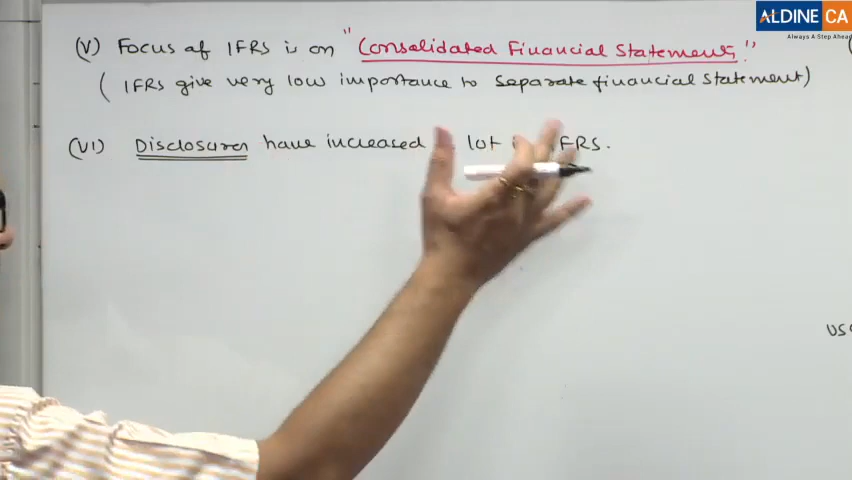 ALDINE CA
Always A Step Ahead
(V) Focus of IFRS is on "Consolidated Financial Statements."
( IFRS give very low importance to separate financial statement)
(VI) Disclosures have increased lot IFRS.